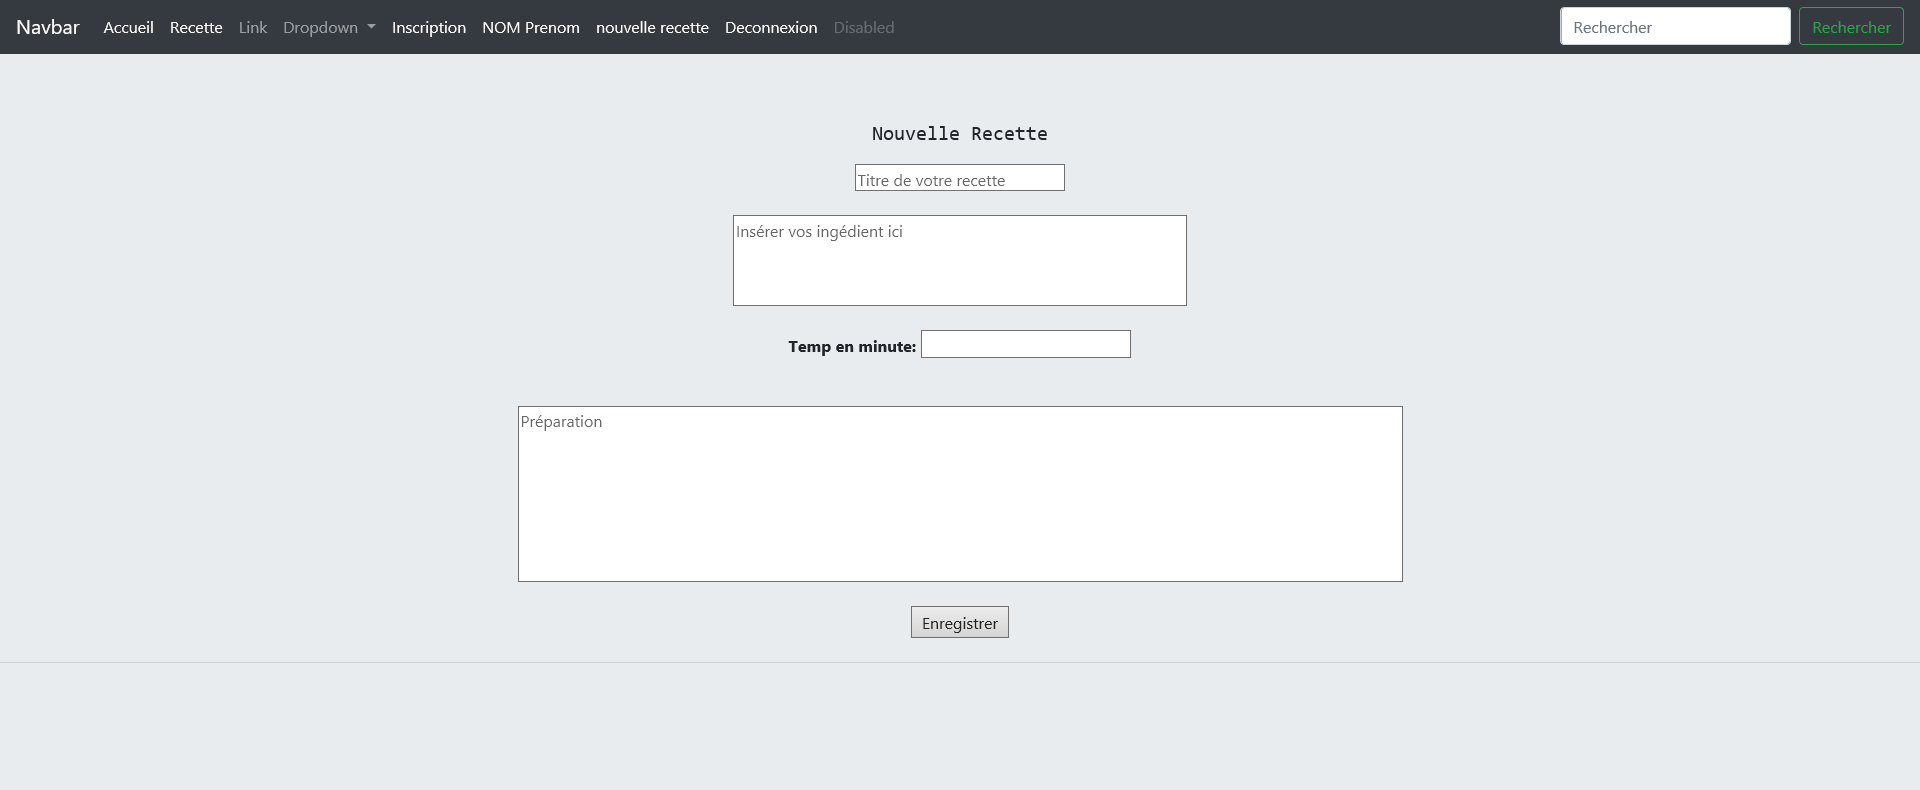 Navbar Accueil Recette Link Dropdown Inscription NOM Prenom nouvelle recette Deconnexion Disabled Rechercher Rechercher
Nouvelle Recette
Titre de votre recette
Insérer vos ingédient ici
Temp en minute:
Préparation
Enregistrer